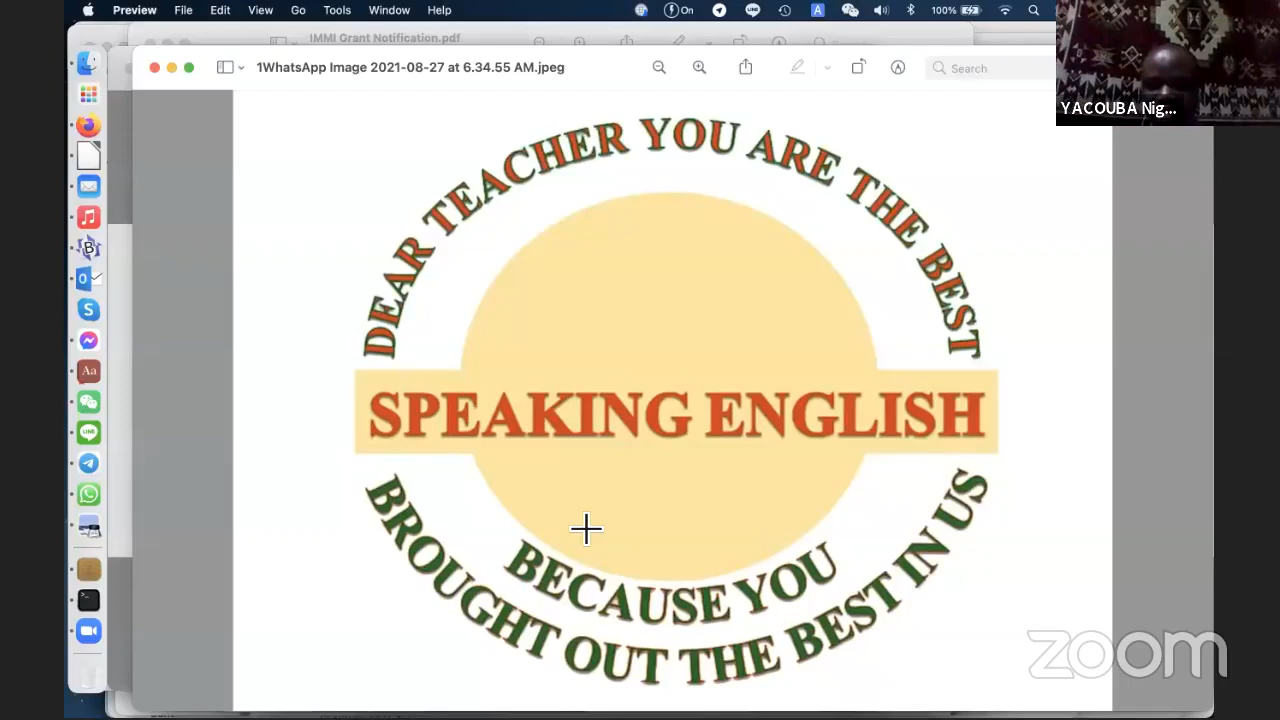 Preview File Edit View Go Tools Window Help
On
A
100%
IMMI Grant Notification.pdf
1WhatsApp Image 2021-08-27 at 6.34.55 AM.jpeg
Search
YACOUBA Nig...
DEAR TEACHER YOU ARE THE BEST
SPEAKING ENGLISH
BECAUSE YOU
BROUGHT OUT THE BEST IN US
Aa
LINE
zoom